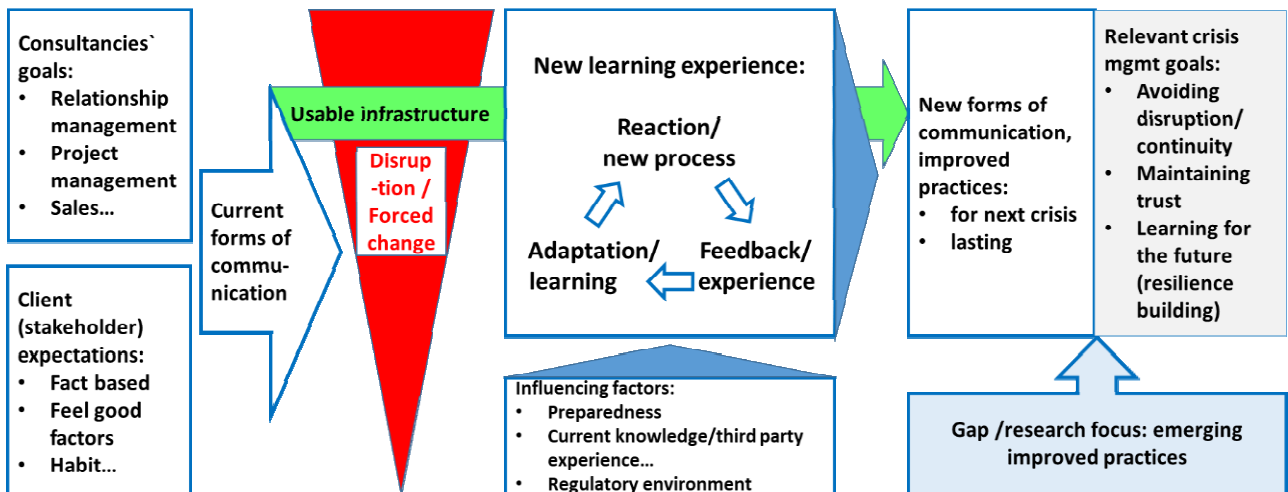 Consultancies`
goals:
• Relationship
management
• Project
management
• Sales…
Client
(stakeholder)
expectations:
• Fact based
• Feel good
factors
• Habit…
Current
forms of
commu-
nication
Usable infrastructure
Disrup
-tion /
Forced
change
New learning experience:
Reaction/
new process
Adaptation/
learning
Feedback/
experience
Influencing factors:
• Preparedness
• Current knowledge/third party
experience…
• Regulatory environment
New forms of
communication,
improved
practices:
• for next crisis
• lasting
Relevant crisis
mgmt goals:
• Avoiding
disruption/
continuity
• Maintaining
trust
• Learning for
the future
(resilience
building)
Gap /research focus: emerging
improved practices